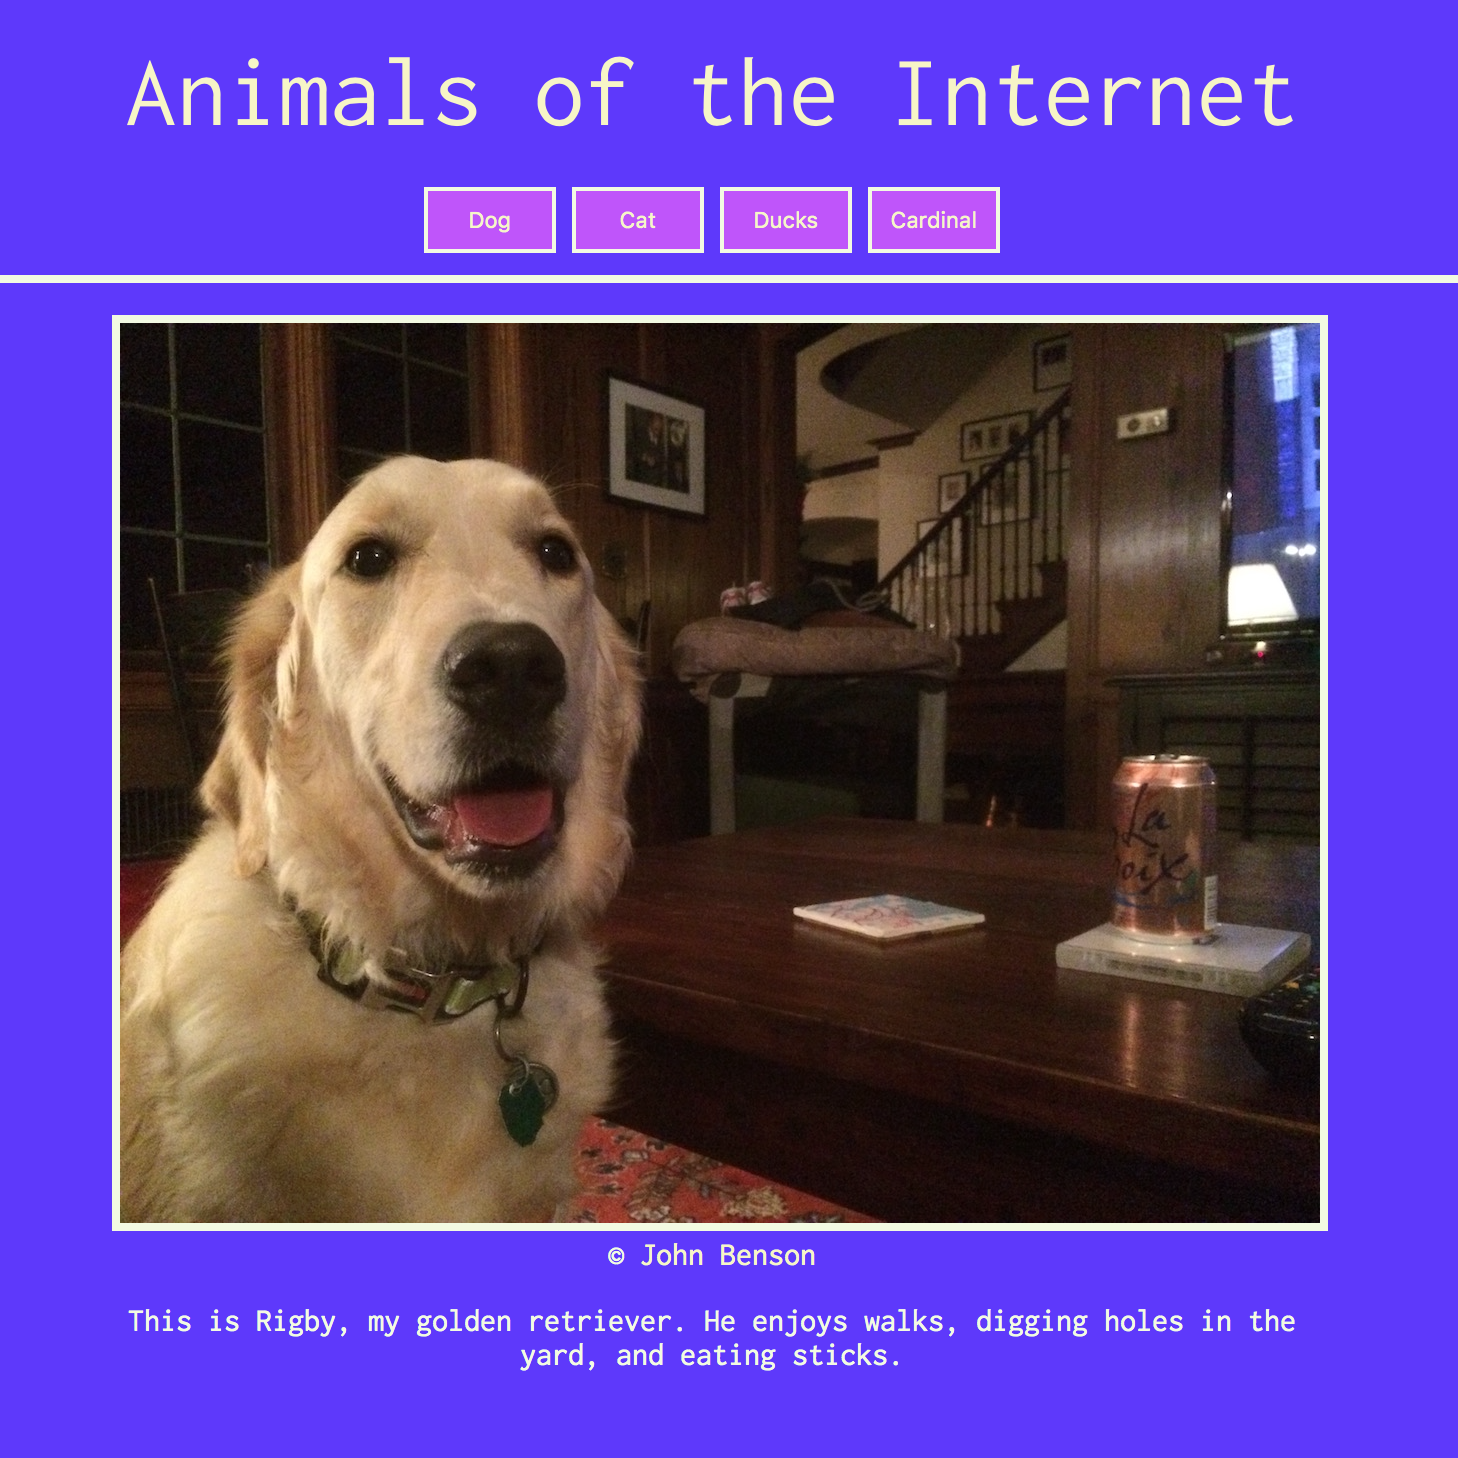 Animals of the Internet
Dog Cat Ducks Cardinal
La
Croix
© John Benson
This is Rigby, my golden retriever. He enjoys walks, digging holes in the
yard, and eating sticks.